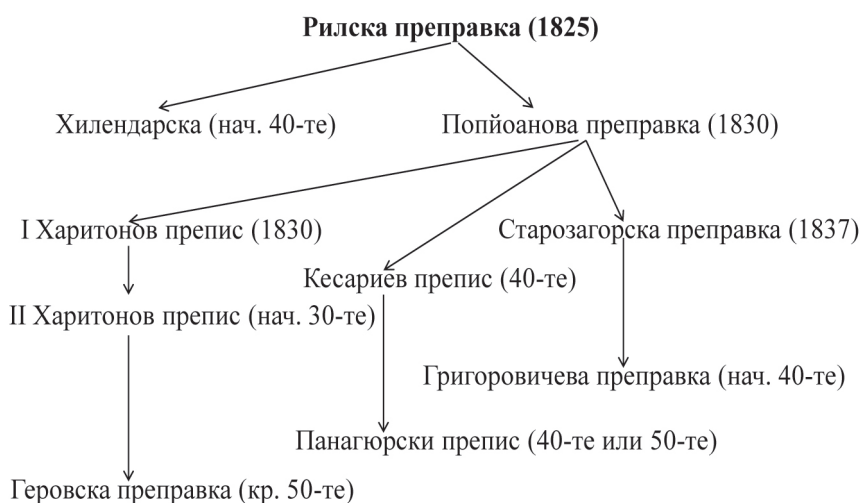 Рилска преправка (1825)
Хилендарска (нач. 40-те)
Попйоанова преправка (1830)
I Харитонов препис (1830)
Старозагорска преправка (1837)
Кесариев препис (40-те)
II Харитонов препис (нач. 30-те)
Григоровичева преправка (нач. 40-те)
Панагюрски препис (40-те или 50-те)
Геровска преправка (кр. 50-те)